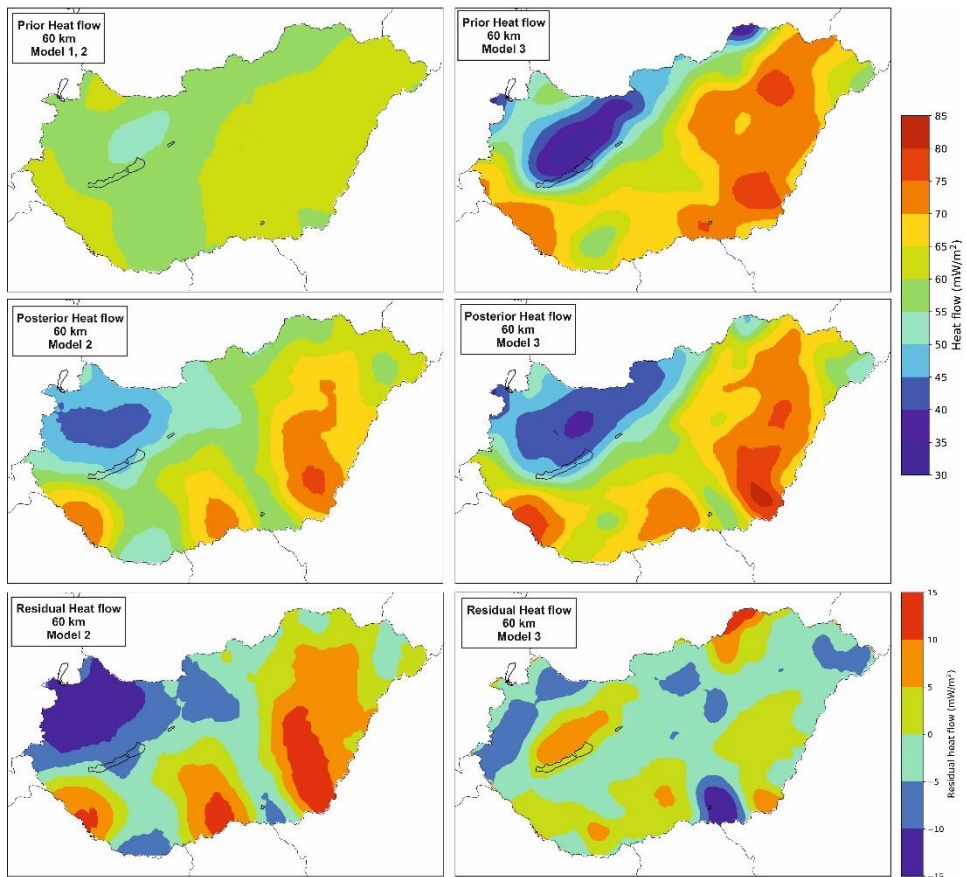 Prior Heat flow
60 km
Model 1, 2
Prior Heat flow
60 km
Model 3
Posterior Heat flow
60 km
Model 2
Posterior Heat flow
60 km
Model 3
85
80
75
70
65
60
55
50
45
40
35
30
Heat flow (mW/m²)
Residual Heat flow
60 km
Model 2
Residual Heat flow
60 km
Model 3
15
10
5
0
−5
−10
−15
Residual heat flow (mW/m²)